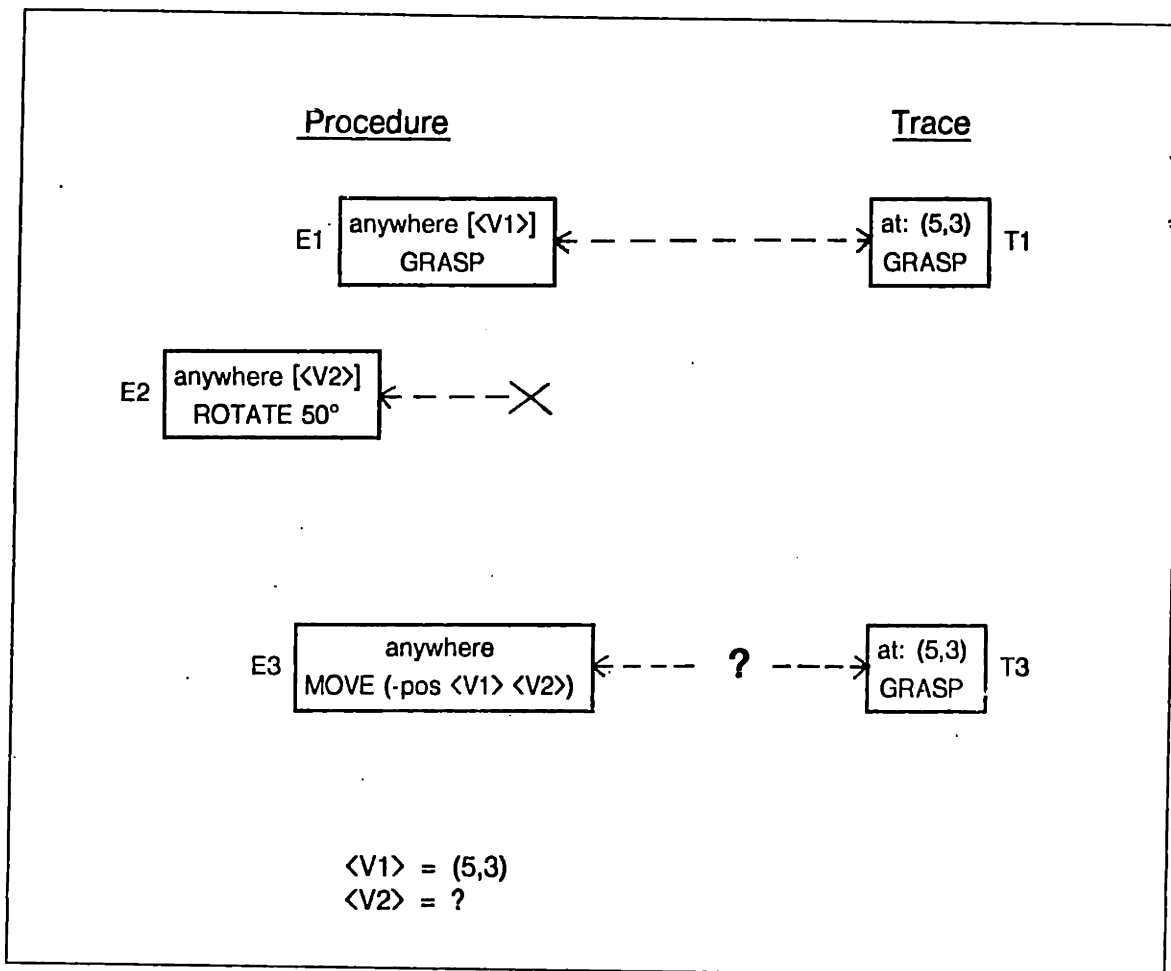 Procedure
Trace
E1
anywhere [<V1>]
GRASP
at: (5,3)
GRASP
T1
E2
anywhere [<V2>]
ROTATE 50º
E3
anywhere
MOVE (-pos <V1> <V2>)
?
at: (5,3)
GRASP
T3
<V1> = (5,3)
<V2> = ?